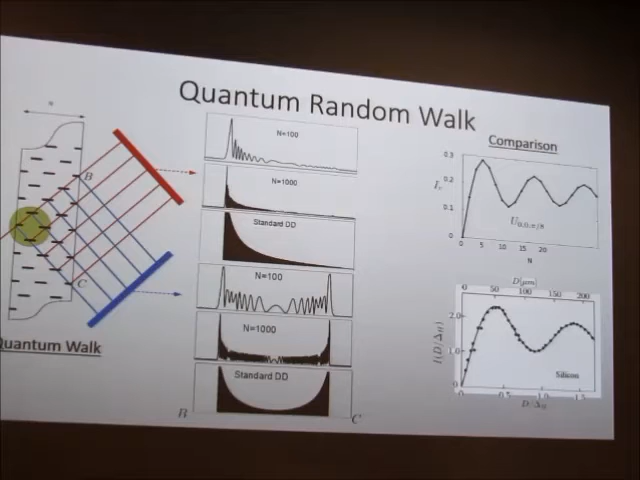 Quantum Random Walk
n
B
C
Quantum Walk
N=100
N=1000
Standard DD
N=100
N=1000
Standard DD
B
C
Comparison
0.3
0.2
0.1
0
0
5
10
15
20
N
D[μm]
0
50
100
150
200
2.0
1.0
0
0.5
1.0
1.5
Silicon